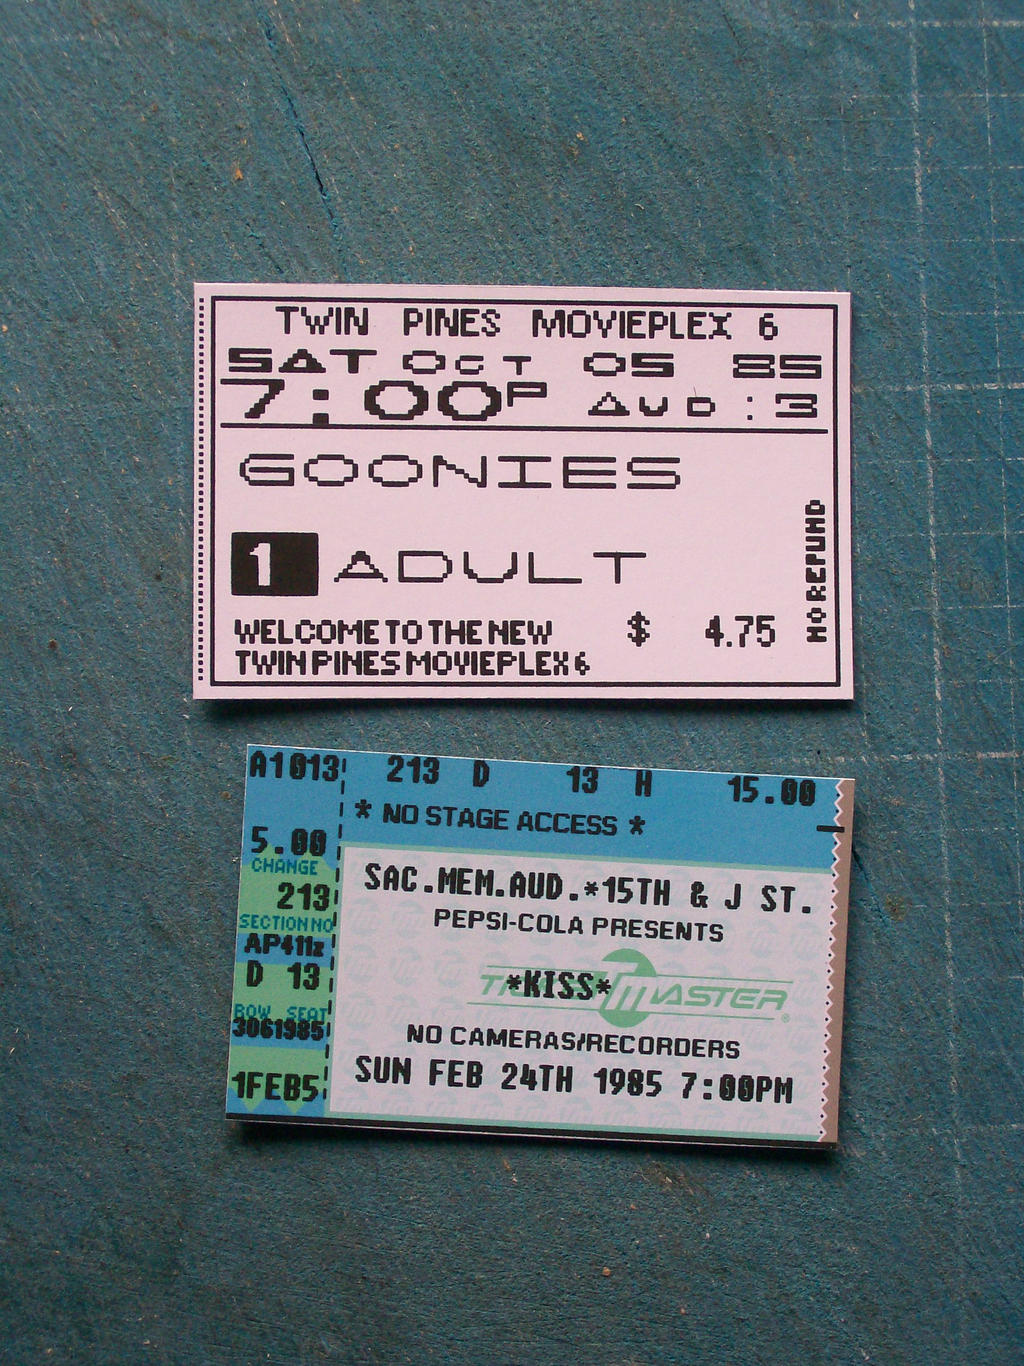 TWIN PINES MOVIEPLEX 6
SAT OCT 05 85
7:00P AUD :3
GOONIES
1 ADULT
NO REFUND
WELCOME TO THE NEW $ 4.75
TWIN PINES MOVIEPLEX 6
A1013 213 D 13 H 15.00
* NO STAGE ACCESS *
5.00
CHANGE
213
SECTION NO
AP411z
D 13
ROW SEAT
3061985
1FEB5
SAC.MEM.AUD.*15TH & J ST.
PEPSI-COLA PRESENTS
*KISS*
TICKETMASTER®
NO CAMERAS/RECORDERS
SUN FEB 24TH 1985 7:00PM